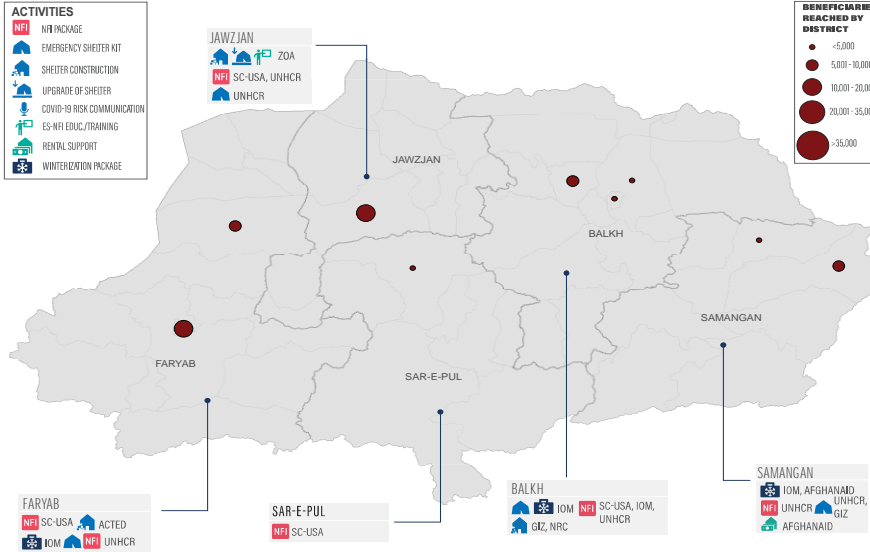 ACTIVITIES
NFI NFI PACKAGE
EMERGENCY SHELTER KIT
SHELTER CONSTRUCTION
UPGRADE OF SHELTER
COVID-19 RISK COMMUNICATION
ES-NFI EDUC./TRAINING
RENTAL SUPPORT
WINTERIZATION PACKAGE
BENEFICIARIE
REACHED BY
DISTRICT
<5,000
5,001 - 10,000
10,001 - 20,00
20,001 - 35,00
>35,000
JAWZJAN
ZOA
NFI SC-USA, UNHCR
UNHCR
JAWZJAN
BALKH
SAMANGAN
FARYAB
SAR-E-PUL
FARYAB
NFI SC-USA ACTED
IOM NFI UNHCR
SAR-E-PUL
NFI SC-USA
BALKH
IOM NFI SC-USA, IOM,
UNHCR
GIZ, NRC
SAMANGAN
IOM, AFGHANAID
NFI UNHCR UNHCR,
GIZ
AFGHANAID